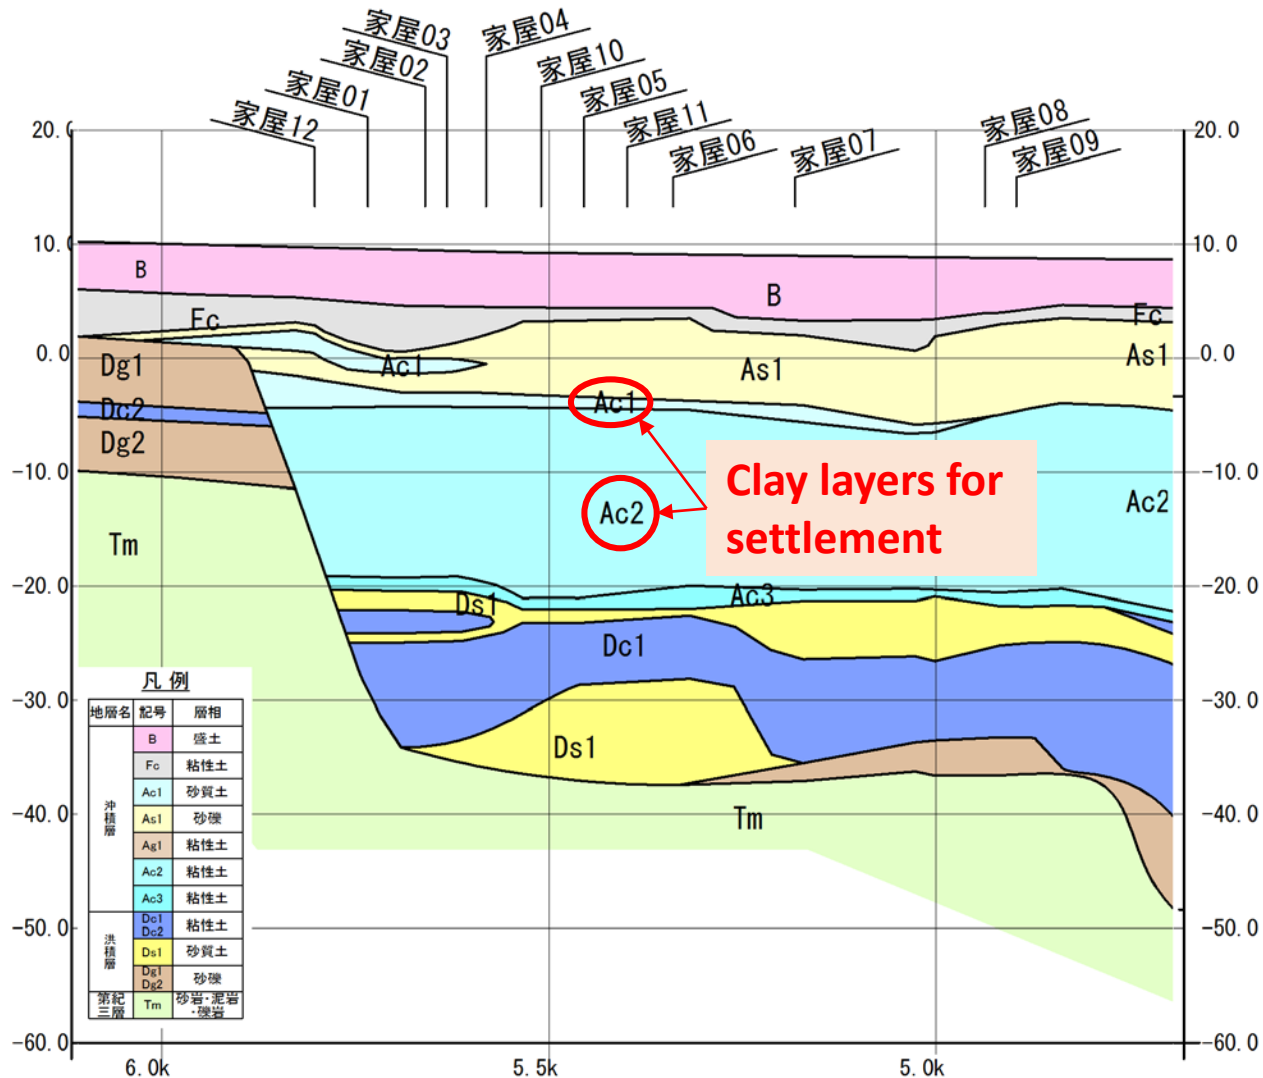 家屋03
家屋04
家屋02
家屋10
家屋01
家屋05
家屋12
家屋11
家屋06
家屋07
家屋08
家屋09
20.0
20.0
10.0
10.0
B
B
Fc
Fc
0.0
0.0
Dg1
Ac1
As1
As1
Dc2
Ac1
Dg2
-10.0
-10.0
Clay layers for
settlement
Ac2
Ac2
Tm
-20.0
-20.0
Ac3
Ds1
Dc1
-30.0
-30.0
Ds1
Tm
-40.0
-40.0
-50.0
-50.0
-60.0
-60.0
6.0k
5.5k
5.0k
凡 例
地層名 記号 層相
沖積層
B 盛土
Fc 粘性土
Ac1 砂質土
As1 砂礫
Ag1 粘性土
Ac2 粘性土
Ac3 粘性土
洪積層
Dc1
Dc2 粘性土
Ds1 砂質土
Dg1
Dg2 砂礫
第紀
三層
Tm
砂岩・泥岩
・礫岩